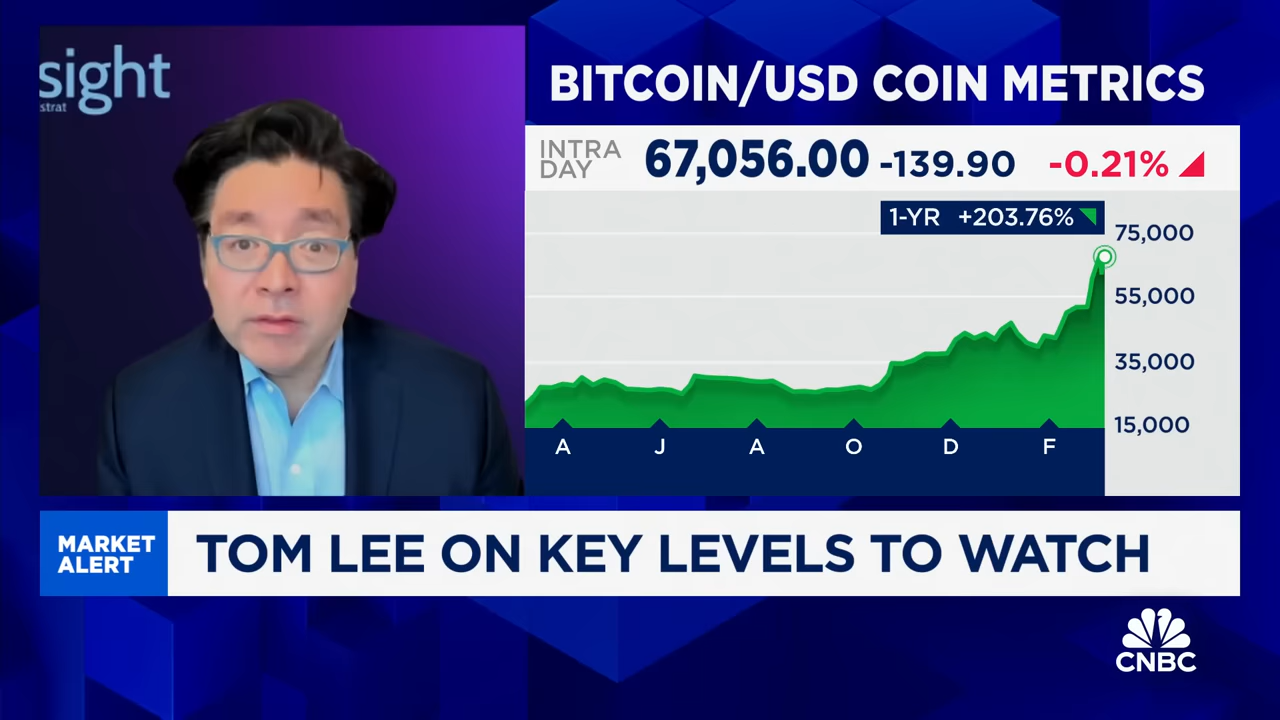 sight
strat
BITCOIN/USD COIN METRICS
INTRA
DAY
67,056.00 -139.90 -0.21%
1-YR +203.76%
75,000
55,000
35,000
15,000
A J A O D F
MARKET
ALERT
TOM LEE ON KEY LEVELS TO WATCH
CNBC